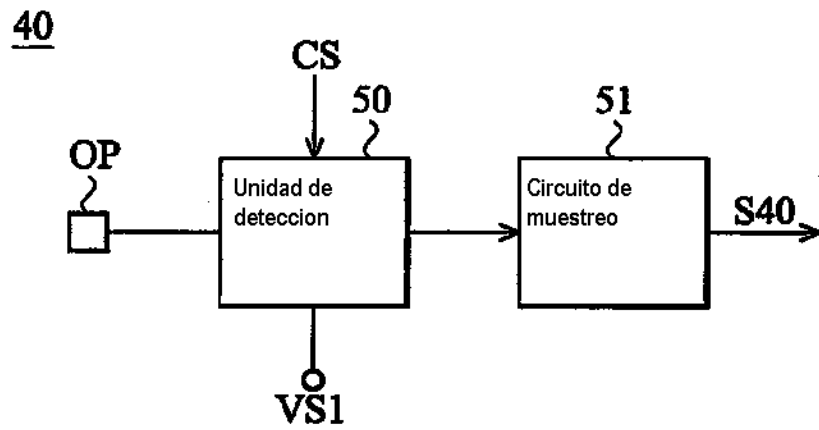 40
CS
50
51
OP
Unidad de
deteccion
Circuito de
muestreo
S40
VS1